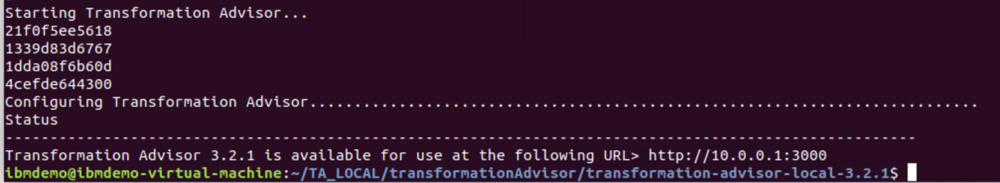 Starting Transformation Advisor...
21f0f5ee5618
1339d83d6767
1dda08f6b60d
4cefde644300
Configuring Transformation Advisor...........................................................................
Status
------------------------------------------------------------------------------------------------------
Transformation Advisor 3.2.1 is available for use at the following URL> http://10.0.0.1:3000
ibmdemo@ibmdemo-virtual-machine:~/TA_LOCAL/transformationAdvisor/transformation-advisor-local-3.2.1$